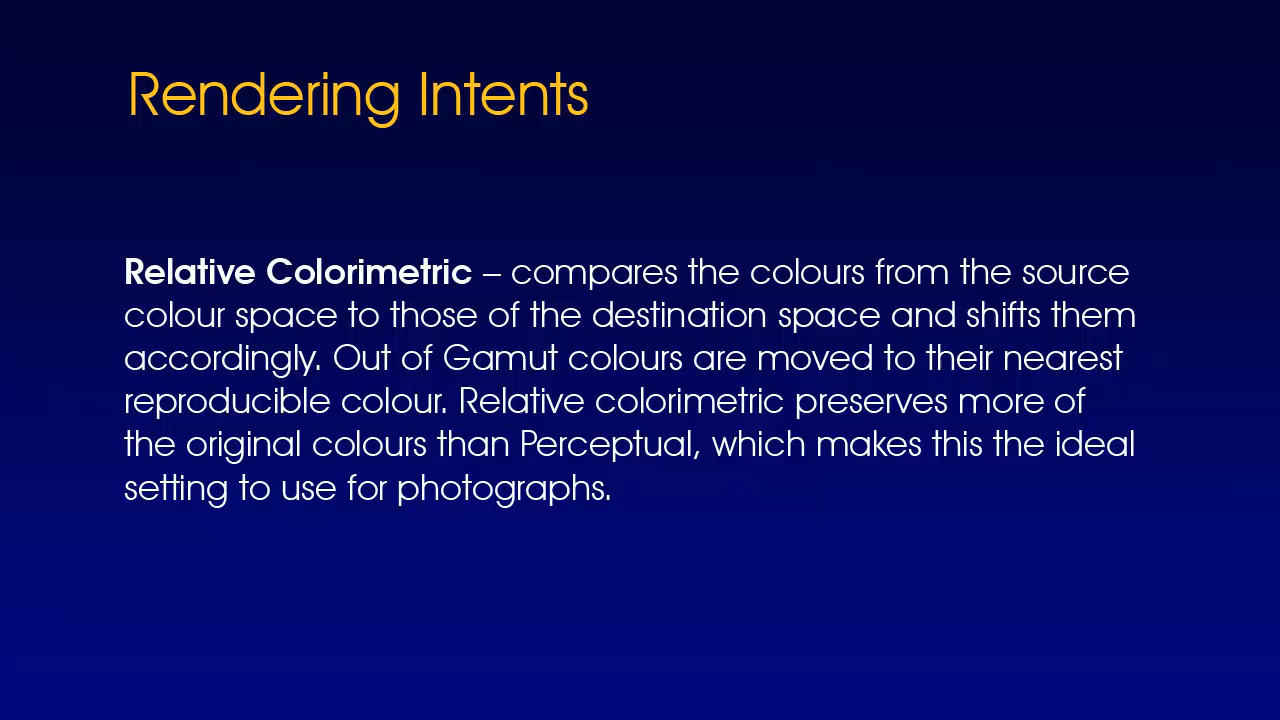 Rendering Intents
Relative Colorimetric – compares the colours from the source
colour space to those of the destination space and shifts them
accordingly. Out of Gamut colours are moved to their nearest
reproducible colour. Relative colorimetric preserves more of
the original colours than Perceptual, which makes this the ideal
setting to use for photographs.